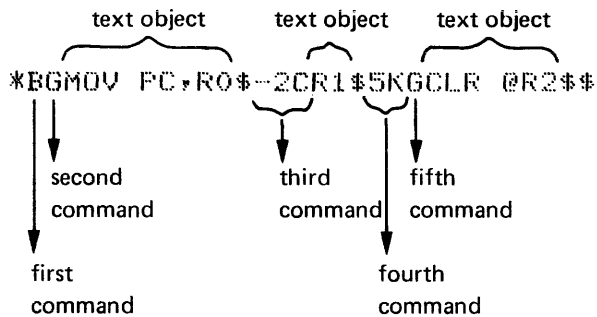 text object text object text object
*BGMOV PC,R0$-2CR1$5KGCLR @R2$$
second third fifth
command command command
first fourth
command command